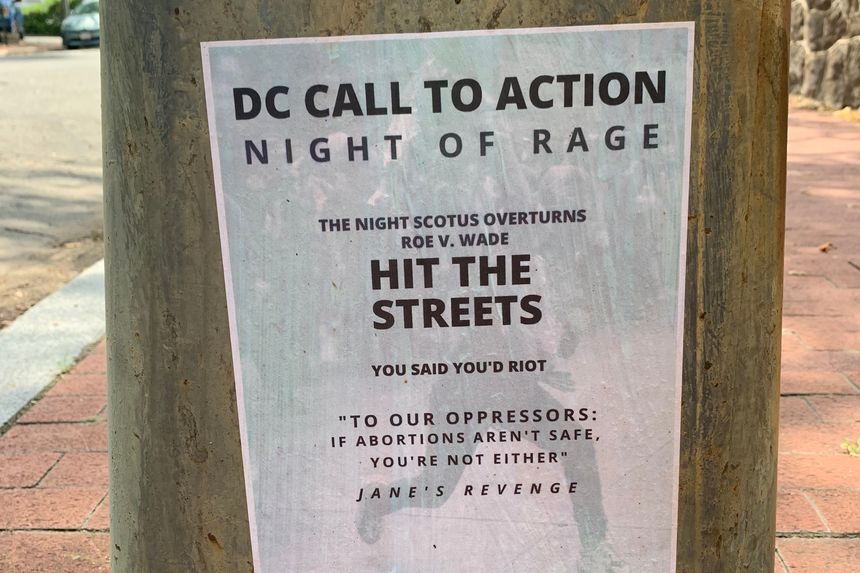 DC CALL TO ACTION
NIGHT OF RAGE
THE NIGHT SCOTUS OVERTURNS
ROE V. WADE
HIT THE
STREETS
YOU SAID YOU'D RIOT
"TO OUR OPPRESSORS:
IF ABORTIONS AREN'T SAFE,
YOU'RE NOT EITHER"
JANE'S REVENGE